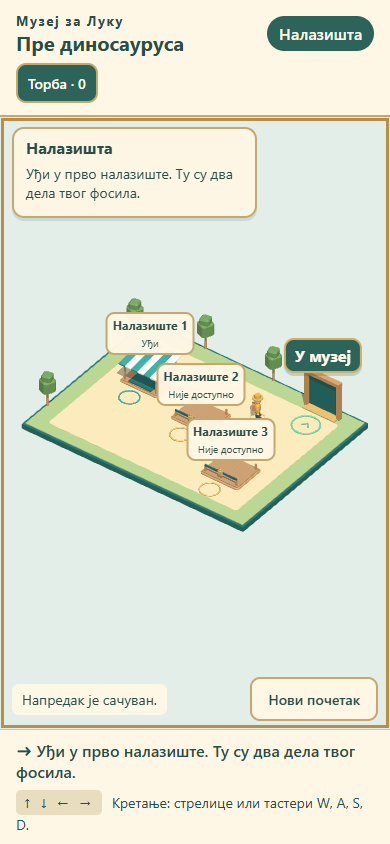 Музеј за Луку
Пре диносауруса
Налазишта
Торба · 0
Налазишта
Уђи у прво налазиште. Ту су два
дела твог фосила.
Налазиште 1
Уђи
Налазиште 2
Није доступно
Налазиште 3
Није доступно
У музеј
Напредак је сачуван.
Нови почетак
→ Уђи у прво налазиште. Ту су два дела твог
фосила.
↑ ↓ ← → Кретање: стрелице или тастери W, A, S,
D.